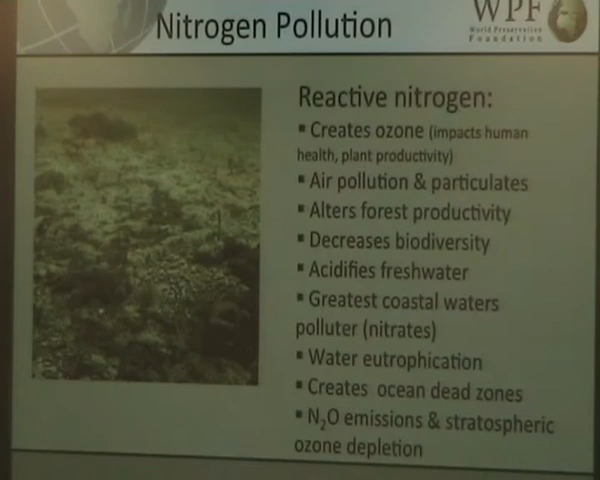 Nitrogen Pollution
WPF
World Preservation
Foundation
Reactive nitrogen:
▪ Creates ozone (impacts human
health, plant productivity)
▪ Air pollution & particulates
▪ Alters forest productivity
▪ Decreases biodiversity
▪ Acidifies freshwater
▪ Greatest coastal waters
polluter (nitrates)
▪ Water eutrophication
▪ Creates ocean dead zones
▪ N₂O emissions & stratospheric
ozone depletion